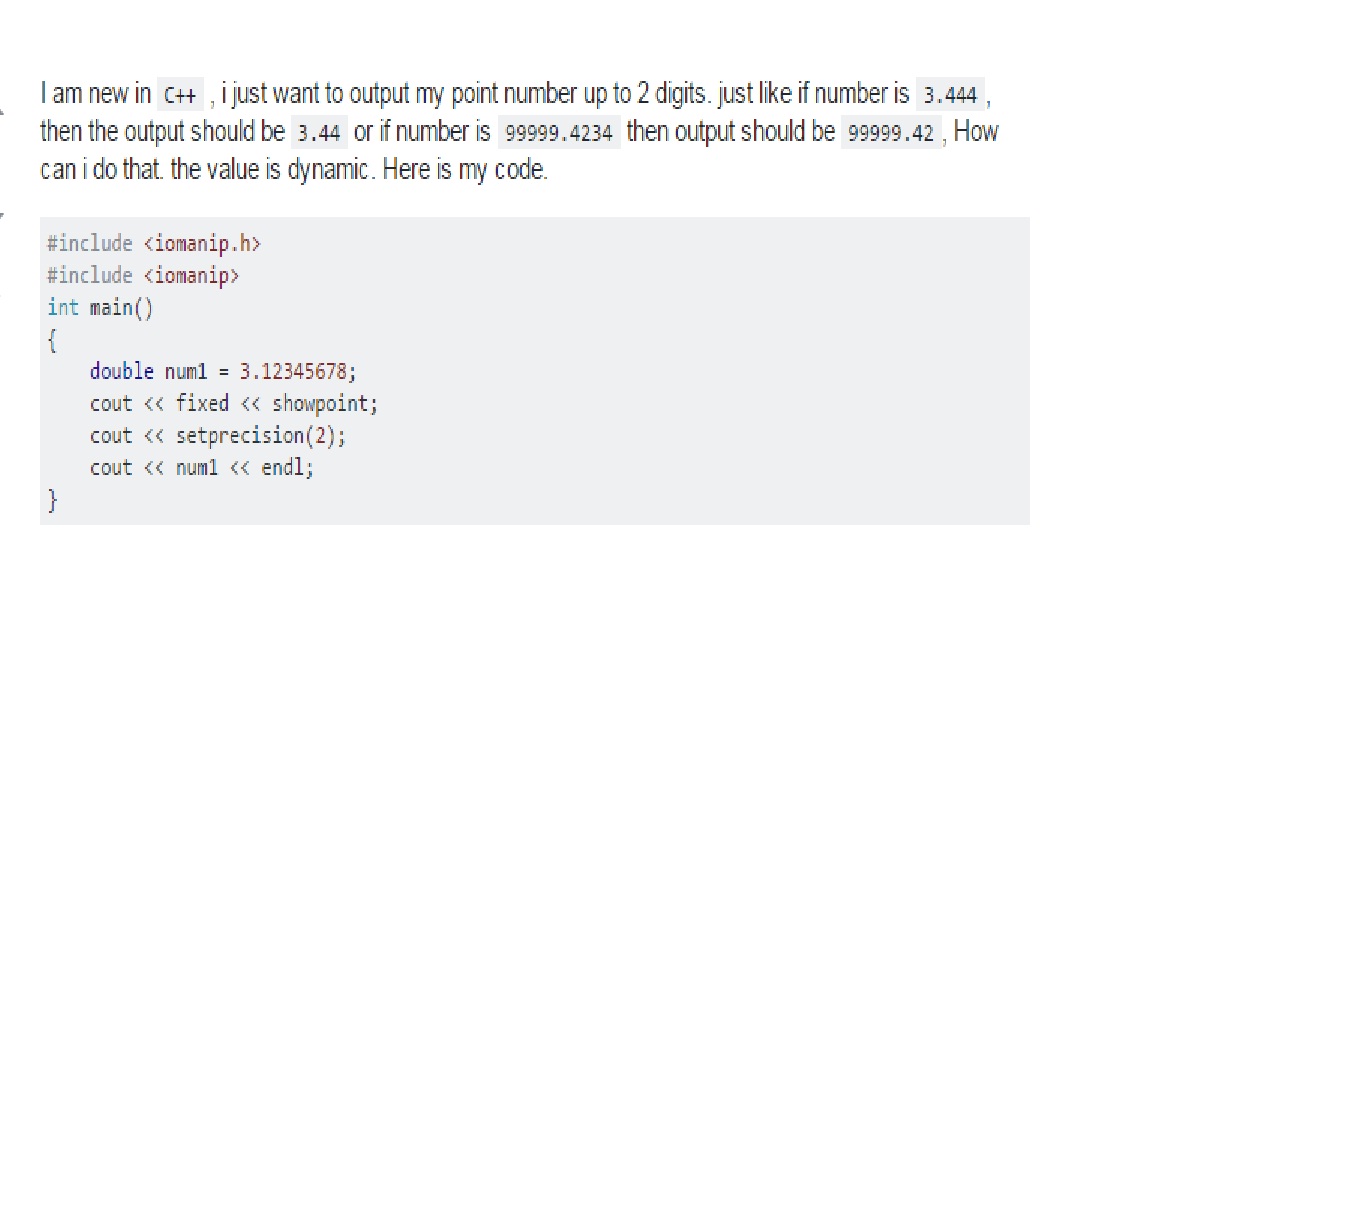 I am new in C++ , i just want to output my point number up to 2 digits. just like if number is 3.444 ,
then the output should be 3.44 or if number is 99999.4234 then output should be 99999.42 , How
can i do that. the value is dynamic. Here is my code.
#include <iomanip.h>
#include <iomanip>
int main()
{
    double num1 = 3.12345678;
    cout << fixed << showpoint;
    cout << setprecision(2);
    cout << num1 << endl;
}